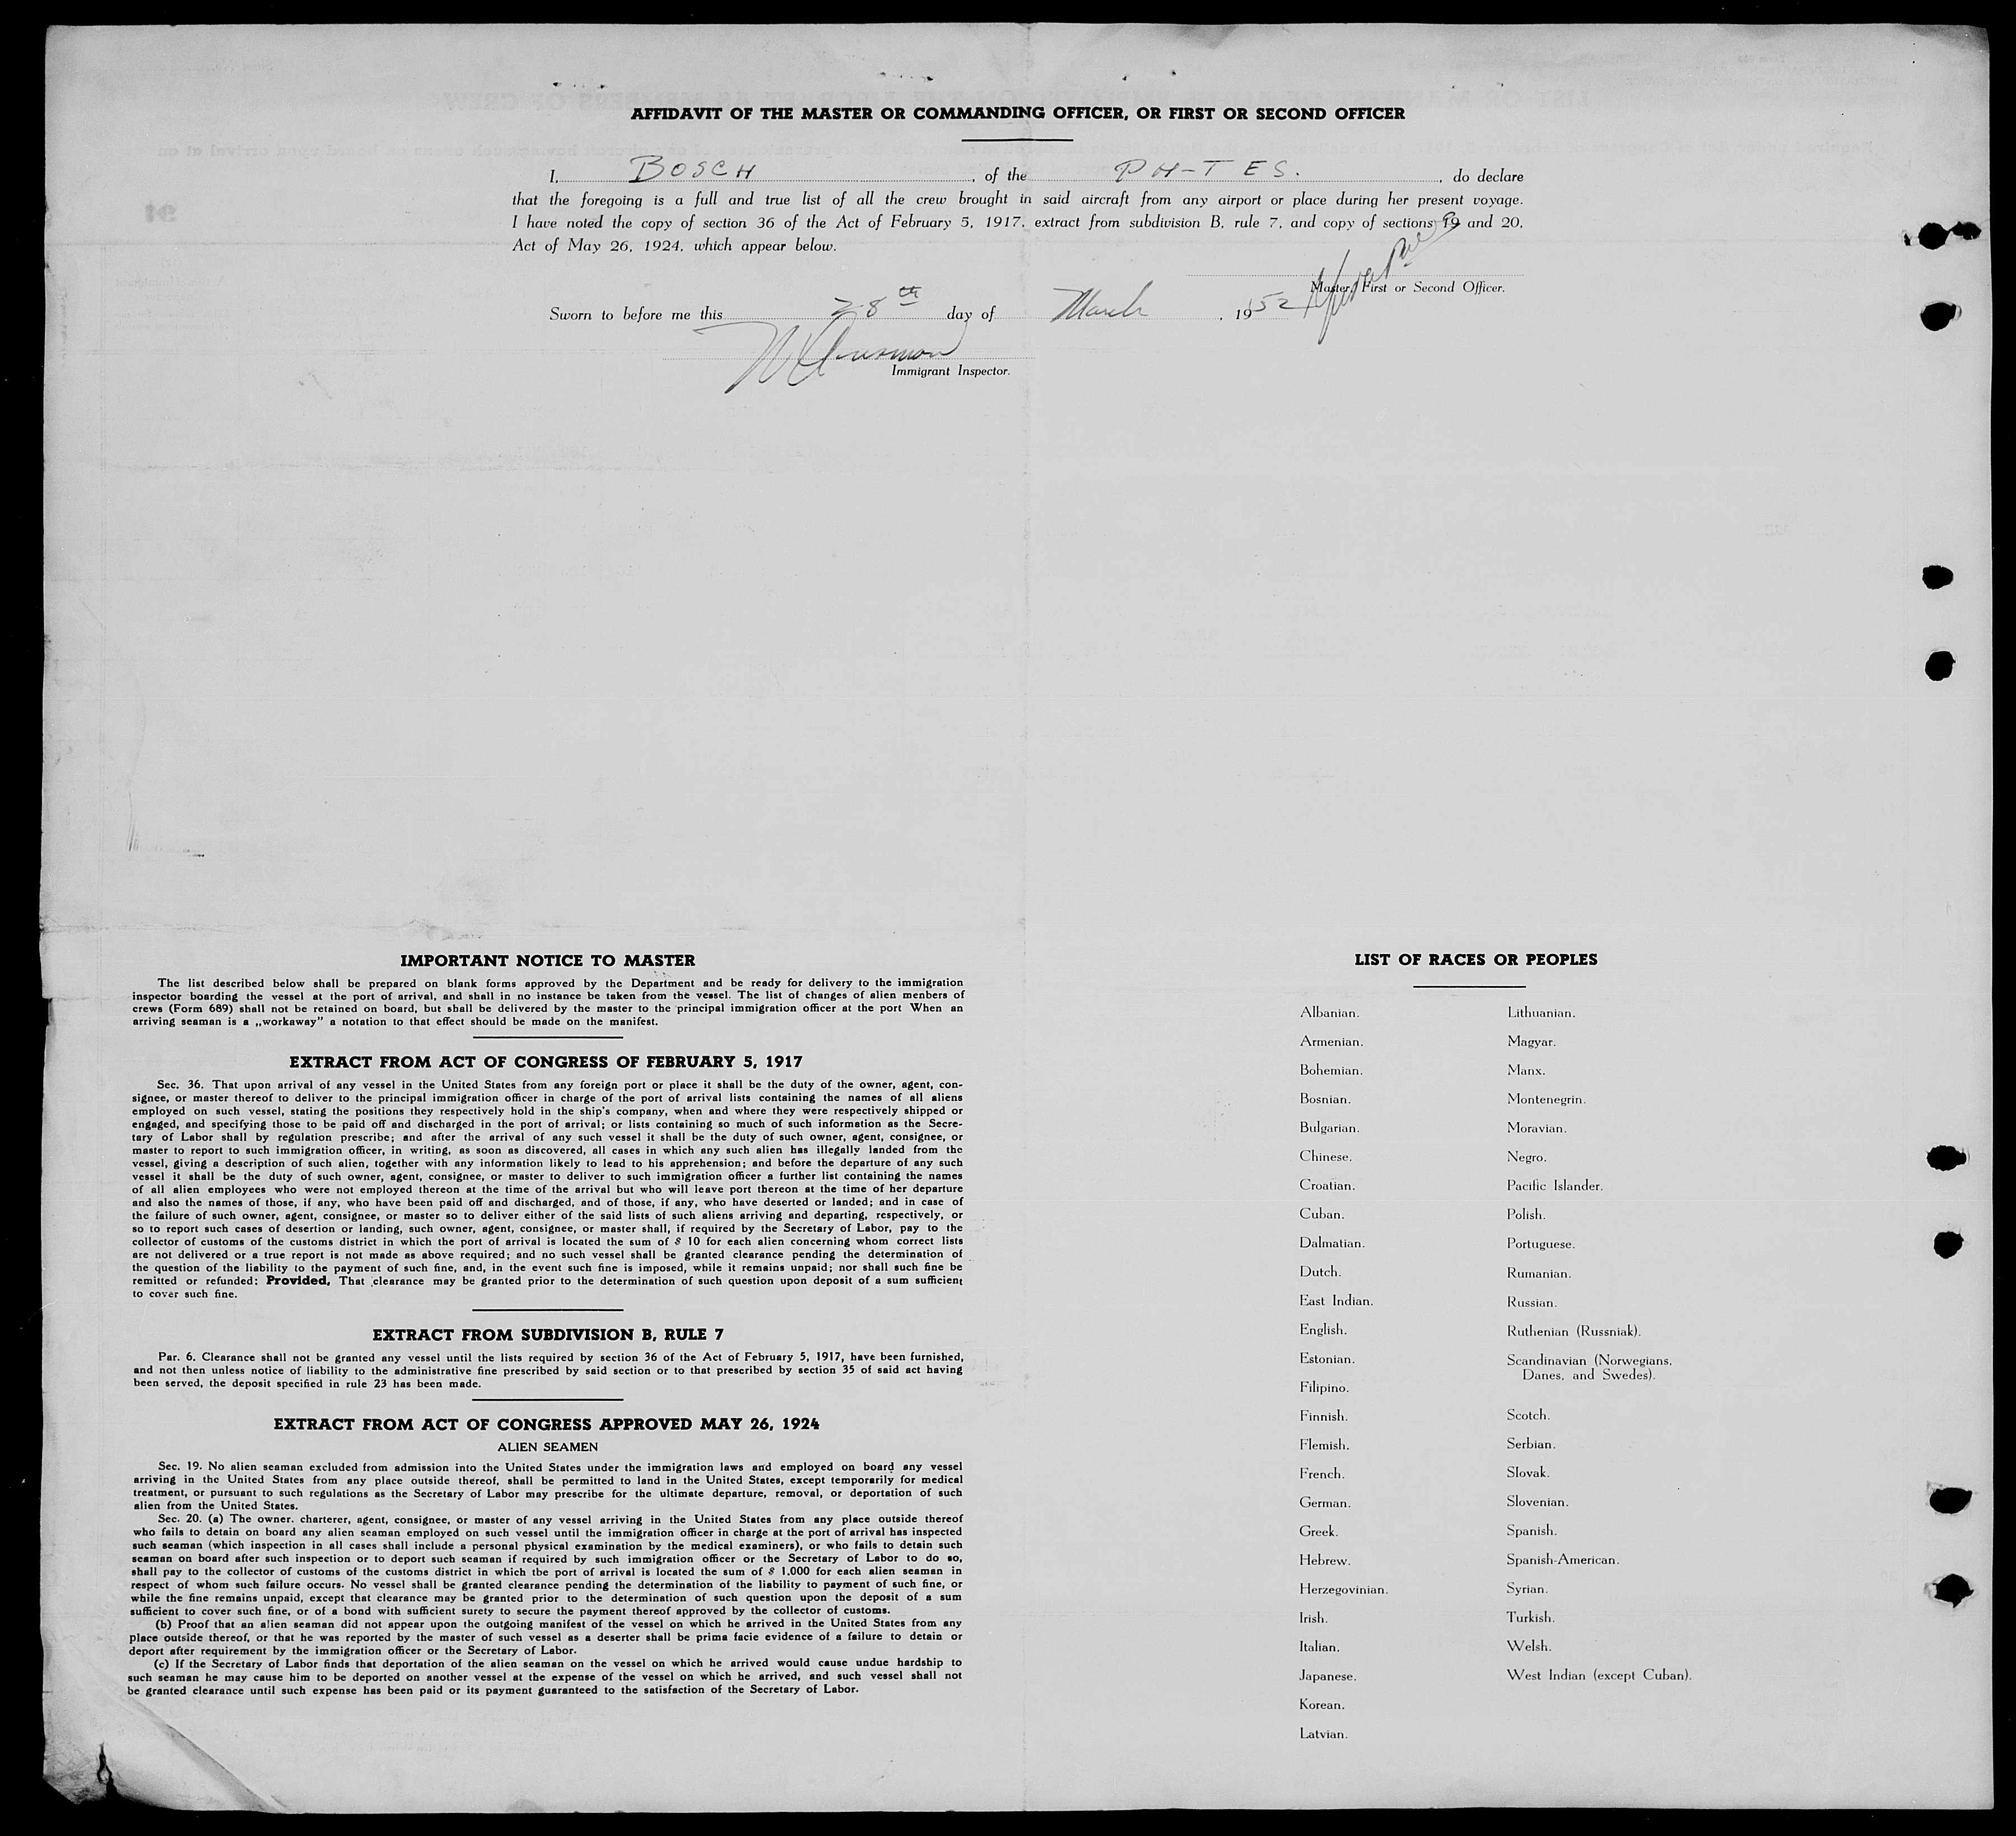 AFFIDAVIT OF THE MASTER OR COMMANDING OFFICER, OR FIRST OR SECOND OFFICER
I, BOSCH, of the PH-TES., do declare
that the foregoing is a full and true list of all the crew brought in said aircraft from any airport or place during her present voyage.
I have noted the copy of section 36 of the Act of February 5, 1917, extract from subdivision B, rule 7, and copy of sections 19 and 20,
Act of May 26, 1924, which appear below.
Master, First or Second Officer.
Sworn to before me this 28th day of March, 1952
Immigrant Inspector.
IMPORTANT NOTICE TO MASTER
The list described below shall be prepared on blank forms approved by the Department and be ready for delivery to the immigration
inspector boarding the vessel at the port of arrival, and shall in no instance be taken from the vessel. The list of changes of alien menbers of
crews (Form 689) shall not be retained on board, but shall be delivered by the master to the principal immigration officer at the port When an
arriving seaman is a „workaway" a notation to that effect should be made on the manifest.
EXTRACT FROM ACT OF CONGRESS OF FEBRUARY 5, 1917
Sec. 36. That upon arrival of any vessel in the United States from any foreign port or place it shall be the duty of the owner, agent, con-
signee, or master thereof to deliver to the principal immigration officer in charge of the port of arrival lists containing the names of all aliens
employed on such vessel, stating the positions they respectively hold in the ship's company, when and where they were respectively shipped or
engaged, and specifying those to be paid off and discharged in the port of arrival; or lists containing so much of such information as the Secre-
tary of Labor shall by regulation prescribe; and after the arrival of any such vessel it shall be the duty of such owner, agent, consignee, or
master to report to such immigration officer, in writing, as soon as discovered, all cases in which any such alien has illegally landed from the
vessel, giving a description of such alien, together with any information likely to lead to his apprehension; and before the departure of any such
vessel it shall be the duty of such owner, agent, consignee, or master to deliver to such immigration officer a further list containing the names
of all alien employees who were not employed thereon at the time of the arrival but who will leave port thereon at the time of her departure
and also the names of those, if any, who have been paid off and discharged, and of those, if any, who have deserted or landed; and in case of
the failure of such owner, agent, consignee, or master so to deliver either of the said lists of such aliens arriving and departing, respectively, or
so to report such cases of desertion or landing, such owner, agent, consignee, or master shall, if required by the Secretary of Labor, pay to the
collector of customs of the customs district in which the port of arrival is located the sum of $ 10 for each alien concerning whom correct lists
are not delivered or a true report is not made as above required; and no such vessel shall be granted clearance pending the determination of
the question of the liability to the payment of such fine, and, in the event such fine is imposed, while it remains unpaid; nor shall such fine be
remitted or refunded: Provided, That clearance may be granted prior to the determination of such question upon deposit of a sum sufficient
to cover such fine.
EXTRACT FROM SUBDIVISION B, RULE 7
Par. 6. Clearance shall not be granted any vessel until the lists required by section 36 of the Act of February 5, 1917, have been furnished,
and not then unless notice of liability to the administrative fine prescribed by said section or to that prescribed by section 35 of said act having
been served, the deposit specified in rule 23 has been made.
EXTRACT FROM ACT OF CONGRESS APPROVED MAY 26, 1924
ALIEN SEAMEN
Sec. 19. No alien seaman excluded from admission into the United States under the immigration laws and employed on board any vessel
arriving in the United States from any place outside thereof, shall be permitted to land in the United States, except temporarily for medical
treatment, or pursuant to such regulations as the Secretary of Labor may prescribe for the ultimate departure, removal, or deportation of such
alien from the United States.
Sec. 20. (a) The owner. charterer, agent, consignee, or master of any vessel arriving in the United States from any place outside thereof
who fails to detain on board any alien seaman employed on such vessel until the immigration officer in charge at the port of arrival has inspected
such seaman (which inspection in all cases shall include a personal physical examination by the medical examiners), or who fails to detain such
seaman on board after such inspection or to deport such seaman if required by such immigration officer or the Secretary of Labor to do so,
shall pay to the collector of customs of the customs district in which the port of arrival is located the sum of $ 1.000 for each alien seaman in
respect of whom such failure occurs. No vessel shall be granted clearance pending the determination of the liability to payment of such fine, or
while the fine remains unpaid, except that clearance may be granted prior to the determination of such question upon the deposit of a sum
sufficient to cover such fine, or of a bond with sufficient surety to secure the payment thereof approved by the collector of customs.
(b) Proof that an alien seaman did not appear upon the outgoing manifest of the vessel on which he arrived in the United States from any
place outside thereof, or that he was reported by the master of such vessel as a deserter shall be prima facie evidence of a failure to detain or
deport after requirement by the immigration officer or the Secretary of Labor.
(c) If the Secretary of Labor finds that deportation of the alien seaman on the vessel on which he arrived would cause undue hardship to
such seaman he may cause him to be deported on another vessel at the expense of the vessel on which he arrived, and such vessel shall not
be granted clearance until such expense has been paid or its payment guaranteed to the satisfaction of the Secretary of Labor.
LIST OF RACES OR PEOPLES
Albanian.
Armenian.
Bohemian.
Bosnian.
Bulgarian.
Chinese.
Croatian.
Cuban.
Dalmatian.
Dutch.
East Indian.
English.
Estonian.
Filipino.
Finnish.
Flemish.
French.
German.
Greek.
Hebrew.
Herzegovinian.
Irish.
Italian.
Japanese.
Korean.
Latvian.
Lithuanian.
Magyar.
Manx.
Montenegrin.
Moravian.
Negro.
Pacific Islander.
Polish.
Portuguese.
Rumanian.
Russian.
Ruthenian (Russniak).
Scandinavian (Norwegians,
Danes, and Swedes).
Scotch.
Serbian.
Slovak.
Slovenian.
Spanish.
Spanish-American.
Syrian.
Turkish.
Welsh.
West Indian (except Cuban).